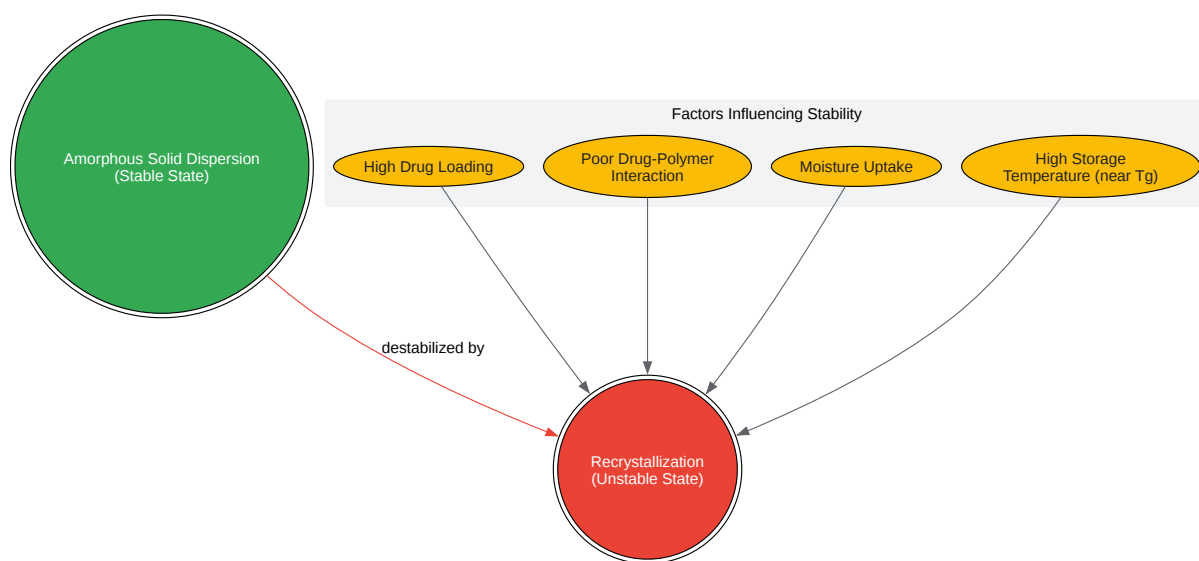 Factors Influencing Stability
Amorphous Solid Dispersion
(Stable State)
High Drug Loading
Poor Drug-Polymer
Interaction
Moisture Uptake
High Storage
Temperature (near Tg)
destabilized by
Recrystallization
(Unstable State)